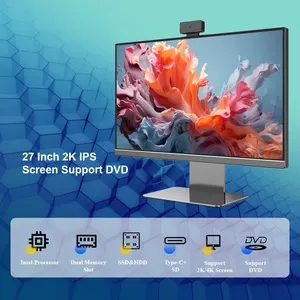 27 Inch 2K IPS
Screen Support DVD
DVD
Intel Processor
Dual Memory
Slot
SSD&HDD
Type C+
SD
Support
2K-4K Screen
Support
DVD